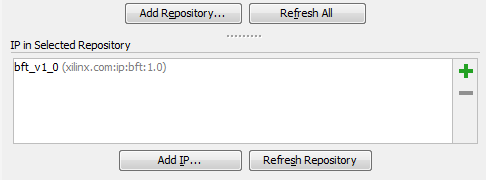 Add Repository... Refresh All
IP in Selected Repository
bft_v1_0 (xilinx.com:ip:bft:1.0)
Add IP... Refresh Repository